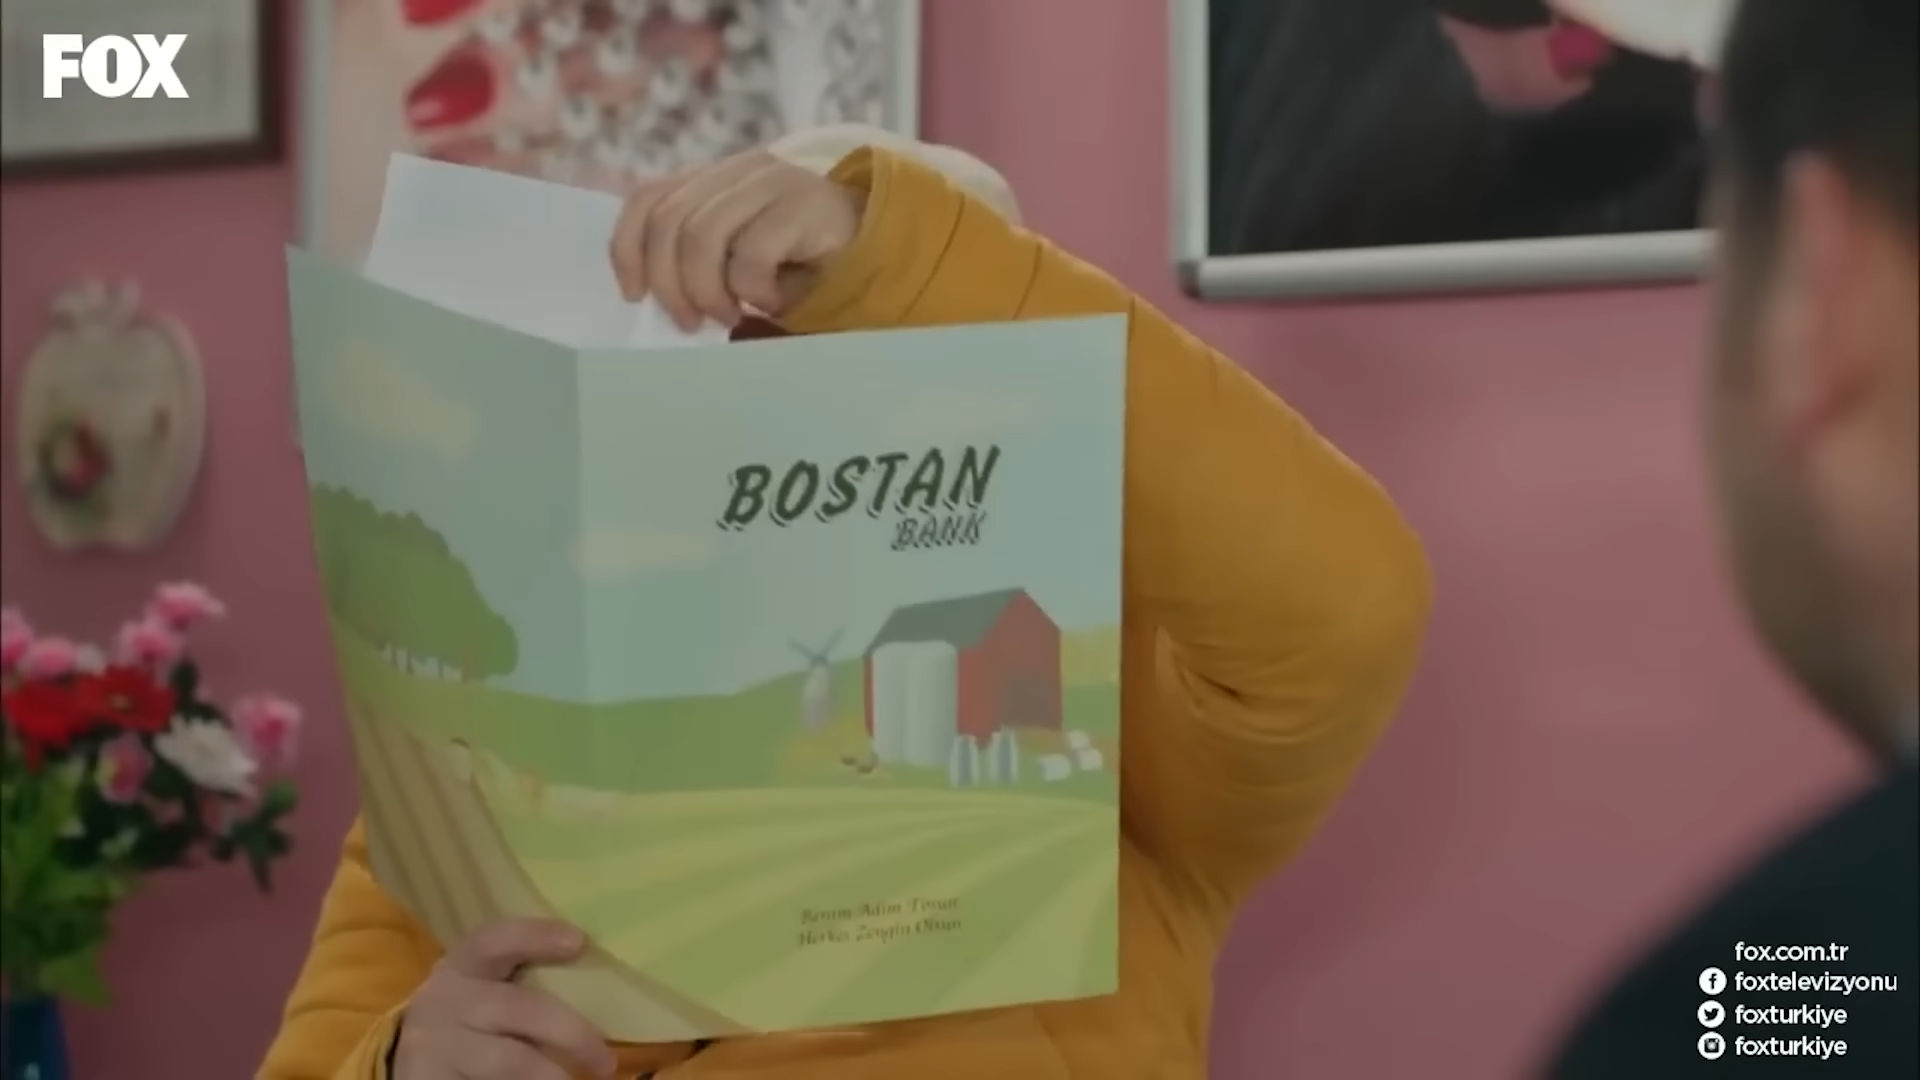 FOX
BOSTAN
BANK
Benim Adım Tosun
Herkes Zengin Olsun
fox.com.tr
foxtelevizyonu
foxturkiye
foxturkiye